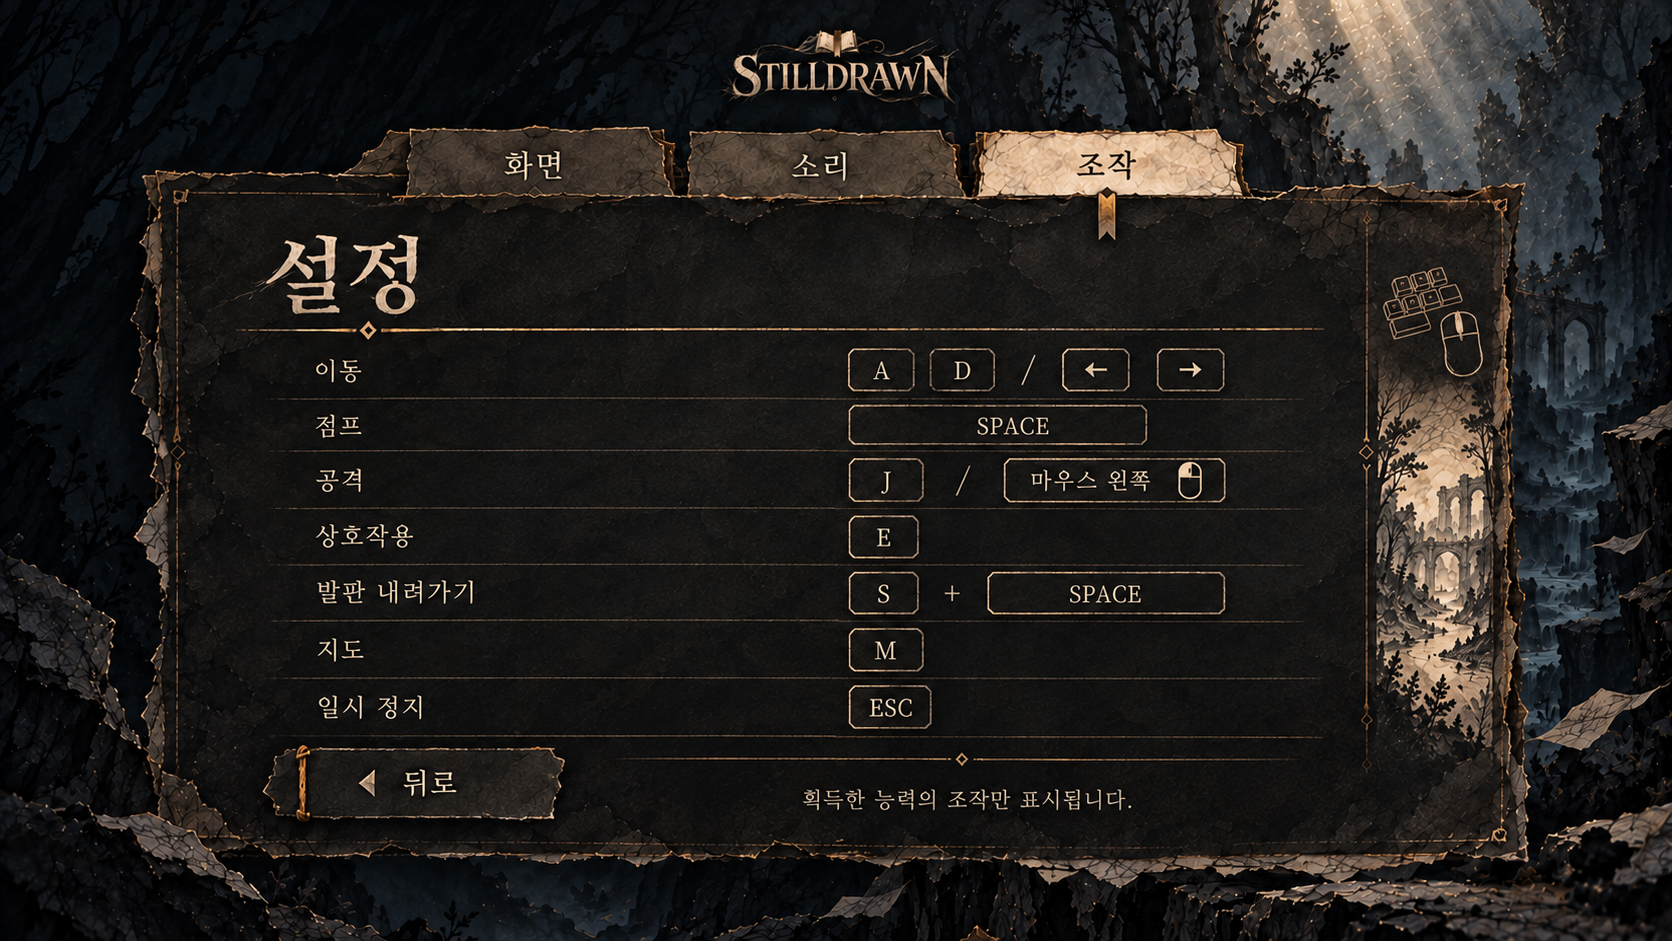 STILLDRAWN
화면 소리 조작
설정
이동 A D / ← →
점프 SPACE
공격 J / 마우스 왼쪽
상호작용 E
발판 내려가기 S + SPACE
지도 M
일시 정지 ESC
뒤로
획득한 능력의 조작만 표시됩니다.